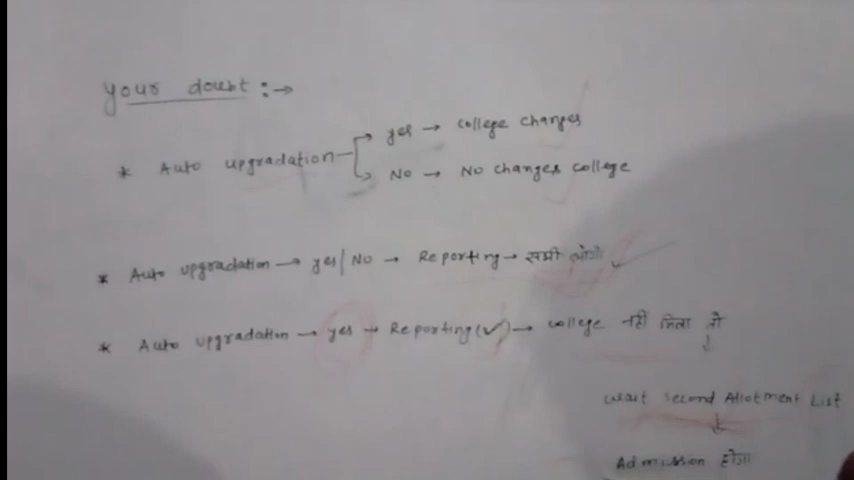 your doubt :→
* Auto upgradation → yes → college changes
→ No → No changes college
* Auto upgradation → yes | No → Reporting → सभी लोगो ✓
* Auto upgradation → yes → Reporting (✓) → college नही मिला तो
↓
wait second Allotment List
↓
Admission होगा